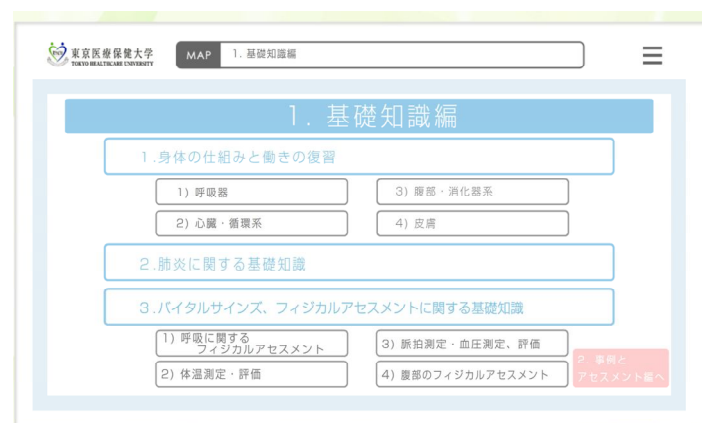 東京医療保健大学
TOKYO HEALTHCARE UNIVERSITY
MAP
1. 基礎知識編
1. 基礎知識編
1.身体の仕組みと働きの復習
1) 呼吸器
3) 腹部・消化器系
2) 心臓・循環系
4) 皮膚
2.肺炎に関する基礎知識
3.バイタルサインズ、フィジカルアセスメントに関する基礎知識
1) 呼吸に関する
フィジカルアセスメント
3) 脈拍測定・血圧測定、評価
2) 体温測定・評価
4) 腹部のフィジカルアセスメント
2. 事例と
アセスメント編へ